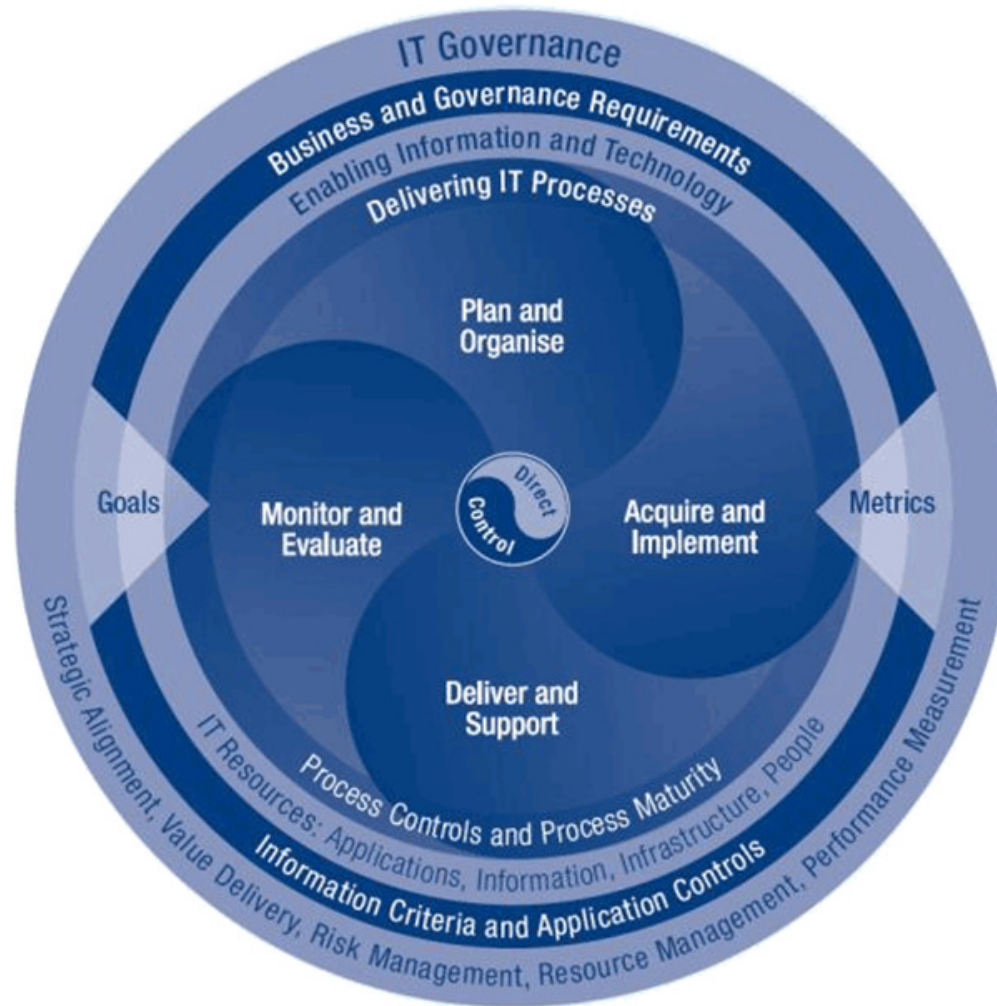 IT Governance
Business and Governance Requirements
Enabling Information and Technology
Delivering IT Processes
Plan and
Organise
Goals
Monitor and
Evaluate
Direct
Control
Acquire and
Implement
Metrics
Deliver and
Support
Process Controls and Process Maturity
IT Resources: Applications, Information, Infrastructure, People
Information Criteria and Application Controls
Strategic Alignment, Value Delivery, Risk Management, Resource Management, Performance Measurement